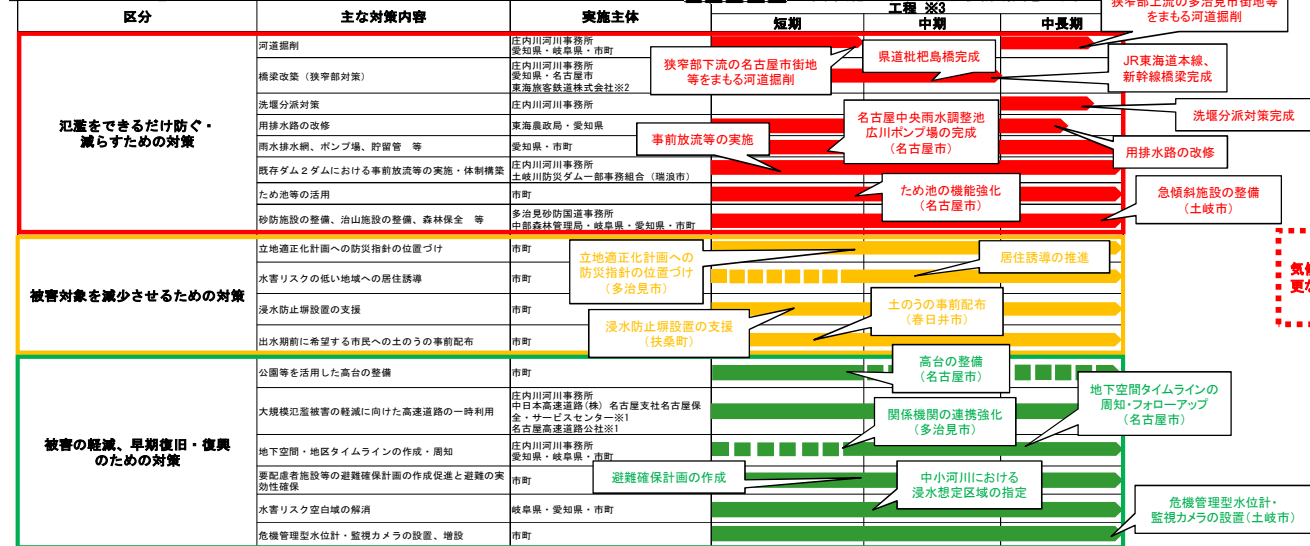 区分
主な対策内容
実施主体
工程 ※3
短期
中期
中長期
狭窄部上流の多治見市街地等
をまもる河道掘削
氾濫をできるだけ防ぐ・
減らすための対策
河道掘削
庄内川河川事務所
愛知県・岐阜県・市町
狭窄部下流の名古屋市街地
等をまもる河道掘削
橋梁改築（狭窄部対策）
庄内川河川事務所
愛知県・名古屋市
東海旅客鉄道株式会社※2
県道枇杷島橋完成
JR東海道本線、
新幹線橋梁完成
洗堰分派対策
庄内川河川事務所
洗堰分派対策完成
用排水路の改修
東海農政局・愛知県
用排水路の改修
雨水排水網、ポンプ場、貯留管　等
愛知県・市町
名古屋中央雨水調整池
広川ポンプ場の完成
（名古屋市）
既存ダム２ダムにおける事前放流等の実施・体制構築
庄内川河川事務所
土岐川防災ダム一部事務組合（瑞浪市）
事前放流等の実施
ため池等の活用
市町
ため池の機能強化
（名古屋市）
砂防施設の整備、治山施設の整備、森林保全　等
多治見砂防国道事務所
中部森林管理局・岐阜県・愛知県・市町
急傾斜施設の整備
（土岐市）
被害対象を減少させるための対策
立地適正化計画への防災指針の位置づけ
市町
立地適正化計画への
防災指針の位置づけ
（多治見市）
水害リスクの低い地域への居住誘導
市町
居住誘導の推進
浸水防止塀設置の支援
市町
浸水防止塀設置の支援
（扶桑町）
出水期前に希望する市民への土のうの事前配布
市町
土のうの事前配布
（春日井市）
被害の軽減、早期復旧・復興
のための対策
公園等を活用した高台の整備
市町
高台の整備
（名古屋市）
大規模氾濫被害の軽減に向けた高速道路の一時利用
庄内川河川事務所
中日本高速道路（株）名古屋支社名古屋保
全・サービスセンター※1
名古屋高速道路公社※1
関係機関の連携強化
（多治見市）
地下空間・地区タイムラインの作成・周知
庄内川河川事務所
愛知県・岐阜県・市町
地下空間タイムラインの
周知・フォローアップ
（名古屋市）
要配慮者施設等の避難確保計画の作成促進と避難の実
効性確保
市町
避難確保計画の作成
水害リスク空白域の解消
岐阜県・愛知県・市町
中小河川における
浸水想定区域の指定
危機管理型水位計・監視カメラの設置、増設
市町
危機管理型水位計・
監視カメラの設置（土岐市）
気
更な